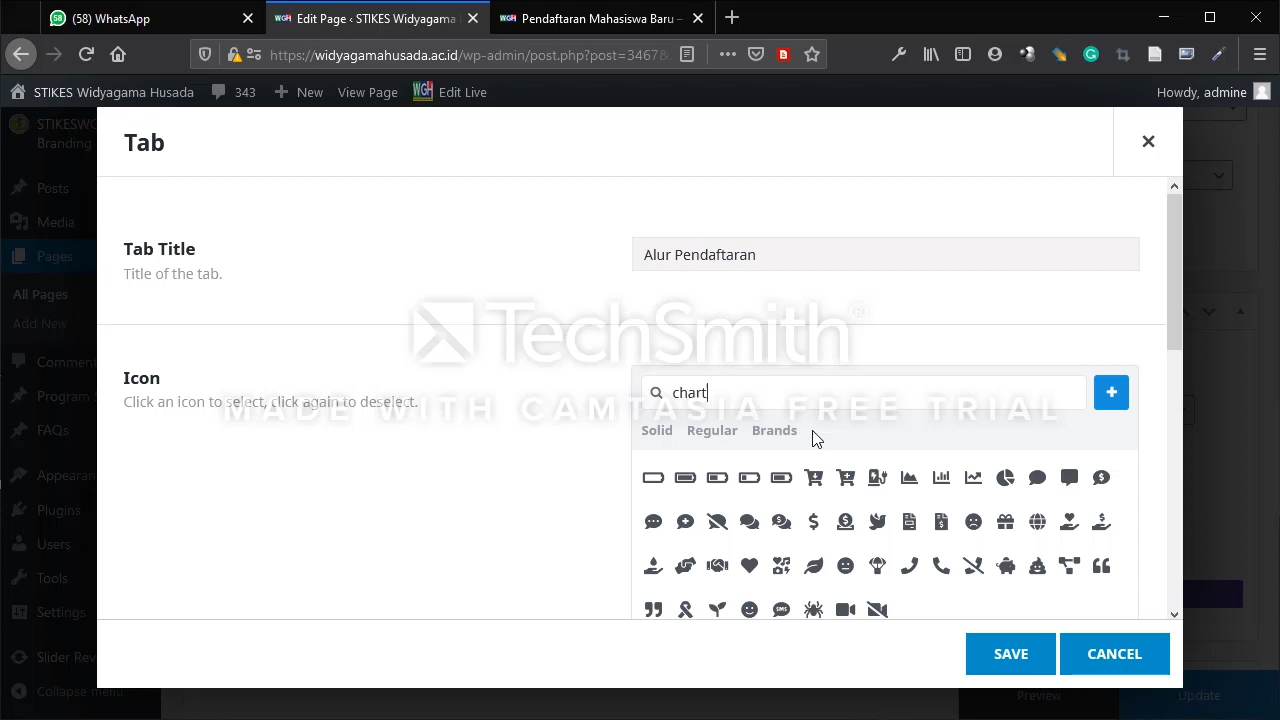 (58) WhatsApp
Edit Page ‹ STIKES Widyagama
Pendaftaran Mahasiswa Baru –
https://widyagamahusada.ac.id/wp-admin/post.php?post=34678
STIKES Widyagama Husada
343
New
View Page
Edit Live
Howdy, admine
STIKESWG
Branding
Posts
Media
Pages
All Pages
Add New
Comment
Program S
FAQs
Appearan
Plugins
Users
Tools
Settings
Slider Rev
Collapse menu
Tab
Tab Title
Title of the tab.
Alur Pendaftaran
TechSmith®
MADE WITH CAMTASIA FREE TRIAL
Icon
Click an icon to select, click again to deselect.
chart
Solid Regular Brands
SAVE
CANCEL
Preview
Update